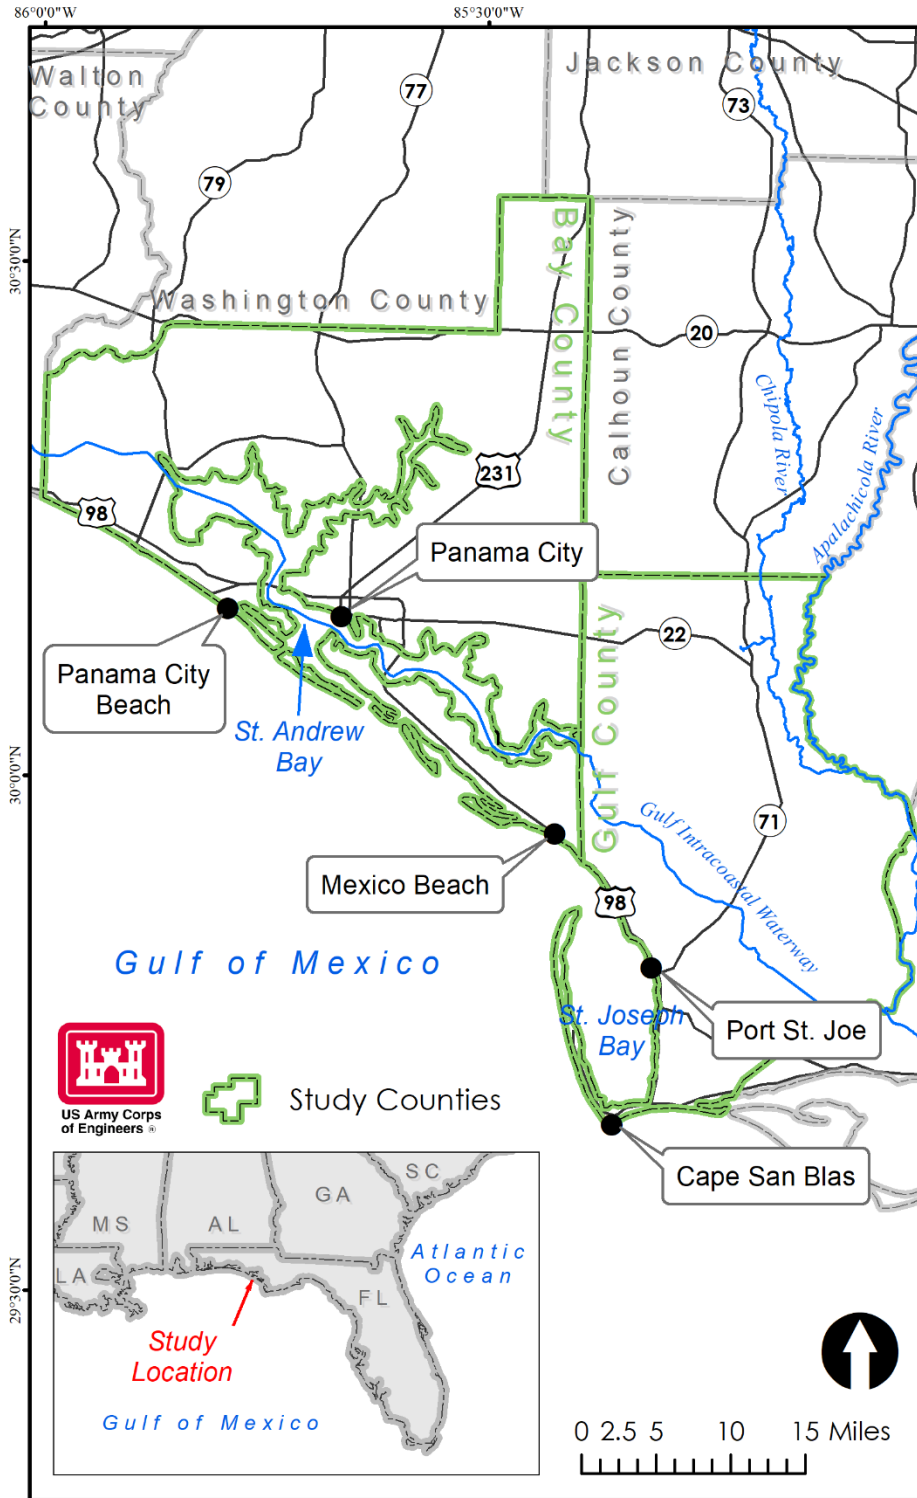 86°0'0"W
85°30'0"W
Walton
County
Jackson County
77
73
79
30°30'0"N
Bay County
Calhoun County
Washington County
20
Chipola River
Apalachicola River
231
98
Panama City
Gulf County
22
Panama City
Beach
St. Andrew
Bay
30°0'0"N
Gulf Intracoastal Waterway
71
Mexico Beach
98
Gulf of Mexico
St. Joseph
Bay
Port St. Joe
US Army Corps
of Engineers ®
Study Counties
Cape San Blas
SC
GA
MS
AL
Atlantic
Ocean
LA
FL
29°30'0"N
Study
Location
Gulf of Mexico
0 2.5 5 10 15 Miles